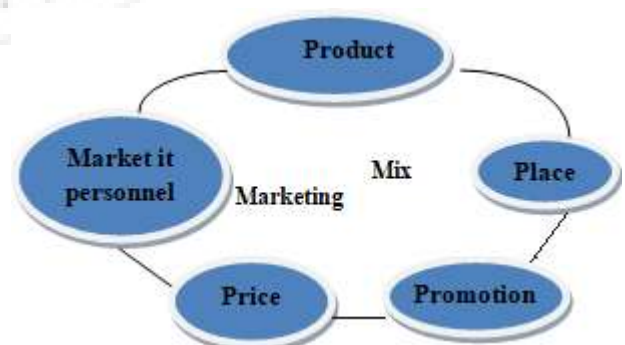 Product
Market it
personnel
Marketing
Mix
Place
Price
Promotion